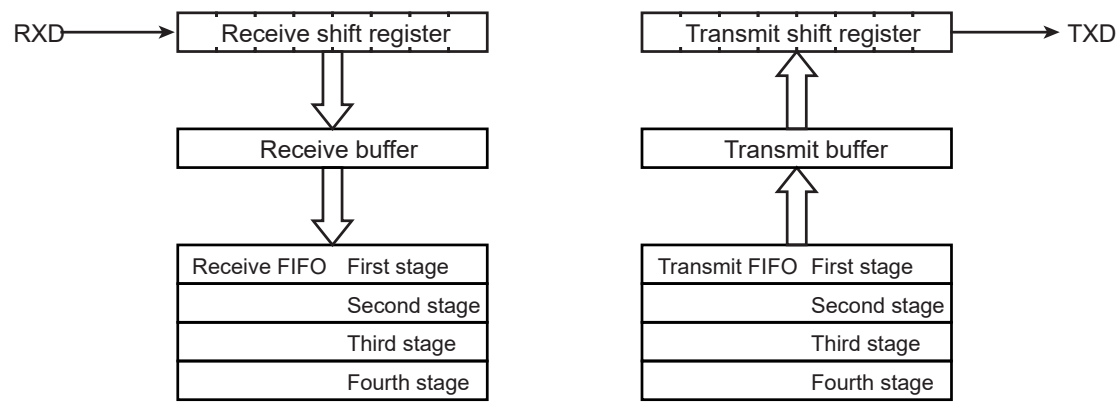 RXD
Receive shift register
Receive buffer
Receive FIFO First stage
Second stage
Third stage
Fourth stage
Transmit shift register
TXD
Transmit buffer
Transmit FIFO First stage
Second stage
Third stage
Fourth stage